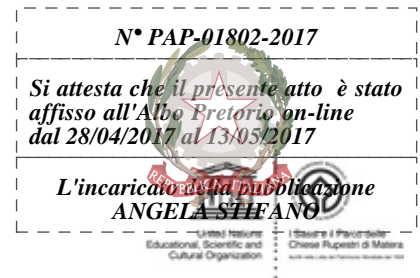 N° PAP-01802-2017
Si attesta che il presente atto è stato
affisso all'Albo Pretorio on-line
dal 28/04/2017 al 13/05/2017
L'incaricato della pubblicazione
ANGELA STIFANO
REPUBBLICA ITALIANA
United Nations
Educational, Scientific and
Cultural Organization
I Sassi e il Parco delle
Chiese Rupestri di Matera